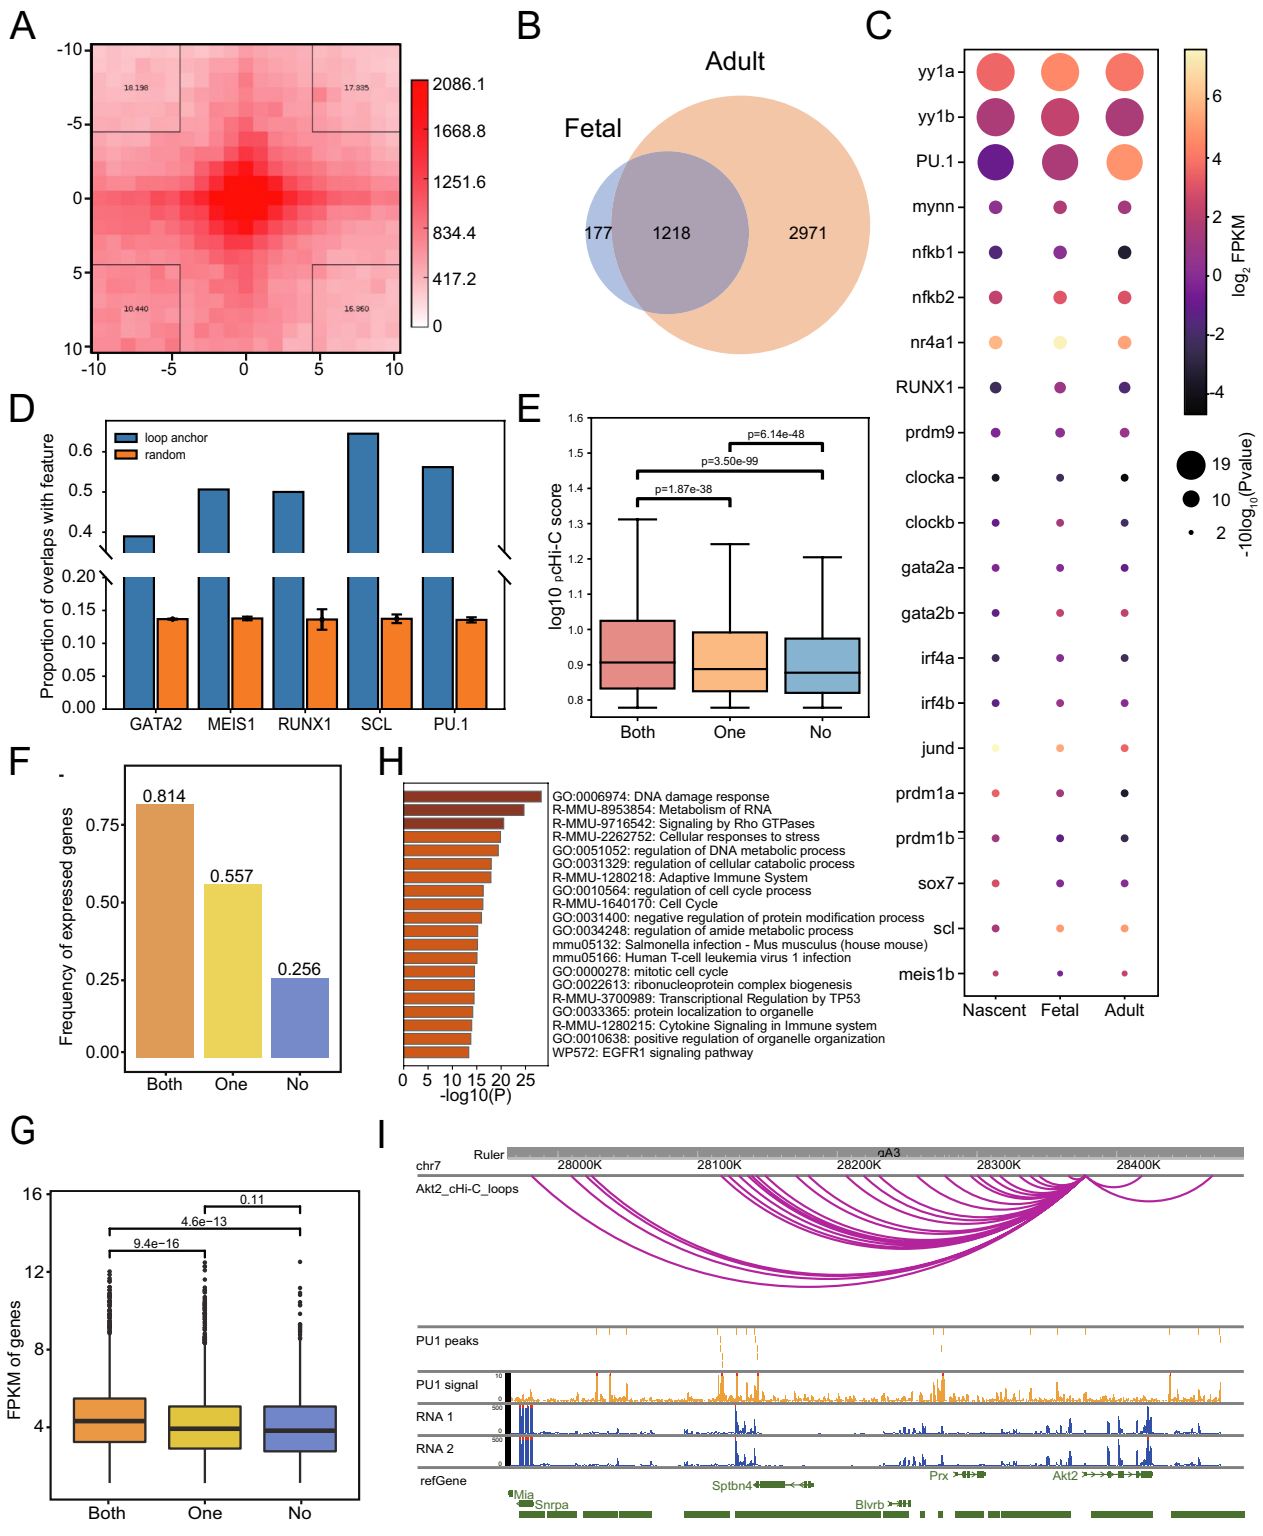 A
-10
-5
0
5
10
-10
-5
0
5
10
18.198
17.335
10.440
16.960
2086.1
1668.8
1251.6
834.4
417.2
0
B
Adult
Fetal
177
1218
2971
C
yy1a
yy1b
PU.1
mynn
nfkb1
nfkb2
nr4a1
RUNX1
prdm9
clocka
clockb
gata2a
gata2b
irf4a
irf4b
jund
prdm1a
prdm1b
sox7
scl
meis1b
Nascent Fetal Adult
6
4
2
0
-2
-4
log2 FPKM
19
10
2
-10log10(Pvalue)
D
Proportion of overlaps with feature
loop anchor
random
0.6
0.5
0.4
0.20
0.15
0.10
0.05
0.00
GATA2 MEIS1 RUNX1 SCL PU.1
E
log10 pCHi-C score
1.6
1.5
1.4
1.3
1.2
1.1
1.0
0.9
0.8
p=6.14e-48
p=3.50e-99
p=1.87e-38
Both One No
F
Frequency of expressed genes
0.75
0.50
0.25
0.00
0.814
0.557
0.256
Both One No
H
GO:0006974: DNA damage response
R-MMU-8953854: Metabolism of RNA
R-MMU-9716542: Signaling by Rho GTPases
R-MMU-2262752: Cellular responses to stress
GO:0051052: regulation of DNA metabolic process
GO:0031329: regulation of cellular catabolic process
R-MMU-1280218: Adaptive Immune System
GO:0010564: regulation of cell cycle process
R-MMU-1640170: Cell Cycle
GO:0031400: negative regulation of protein modification process
GO:0034248: regulation of amide metabolic process
mmu05132: Salmonella infection - Mus musculus (house mouse)
mmu05166: Human T-cell leukemia virus 1 infection
GO:0000278: mitotic cell cycle
GO:0022613: ribonucleoprotein complex biogenesis
R-MMU-3700989: Transcriptional Regulation by TP53
GO:0033365: protein localization to organelle
R-MMU-1280215: Cytokine Signaling in Immune system
GO:0010638: positive regulation of organelle organization
WP572: EGFR1 signaling pathway
0 5 10 15 20 25
-log10(P)
G
FPKM of genes
16
12
8
4
0.11
4.6e−13
9.4e−16
Both One No
I
Ruler
qA3
chr7
28000K 28100K 28200K 28300K 28400K
Akt2_cHi-C_loops
PU1 peaks
PU1 signal
10
0
RNA 1
500
0
RNA 2
500
0
refGene
Prx
Akt2
Sptbn4
Mia
Snrpa
Blvrb